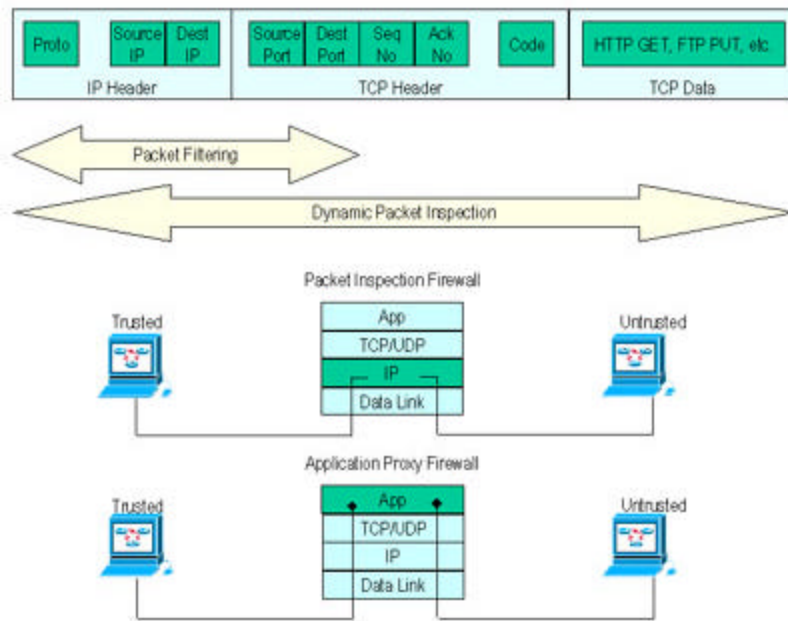 Proto
Source IP
Dest IP
Source Port
Dest Port
Seq No
Ack No
Code
HTTP GET, FTP PUT, etc.
IP Header
TCP Header
TCP Data
Packet Filtering
Dynamic Packet Inspection
Packet Inspection Firewall
Trusted
App
Untrusted
TCP/UDP
IP
Data Link
Application Proxy Firewall
Trusted
App
Untrusted
TCP/UDP
IP
Data Link